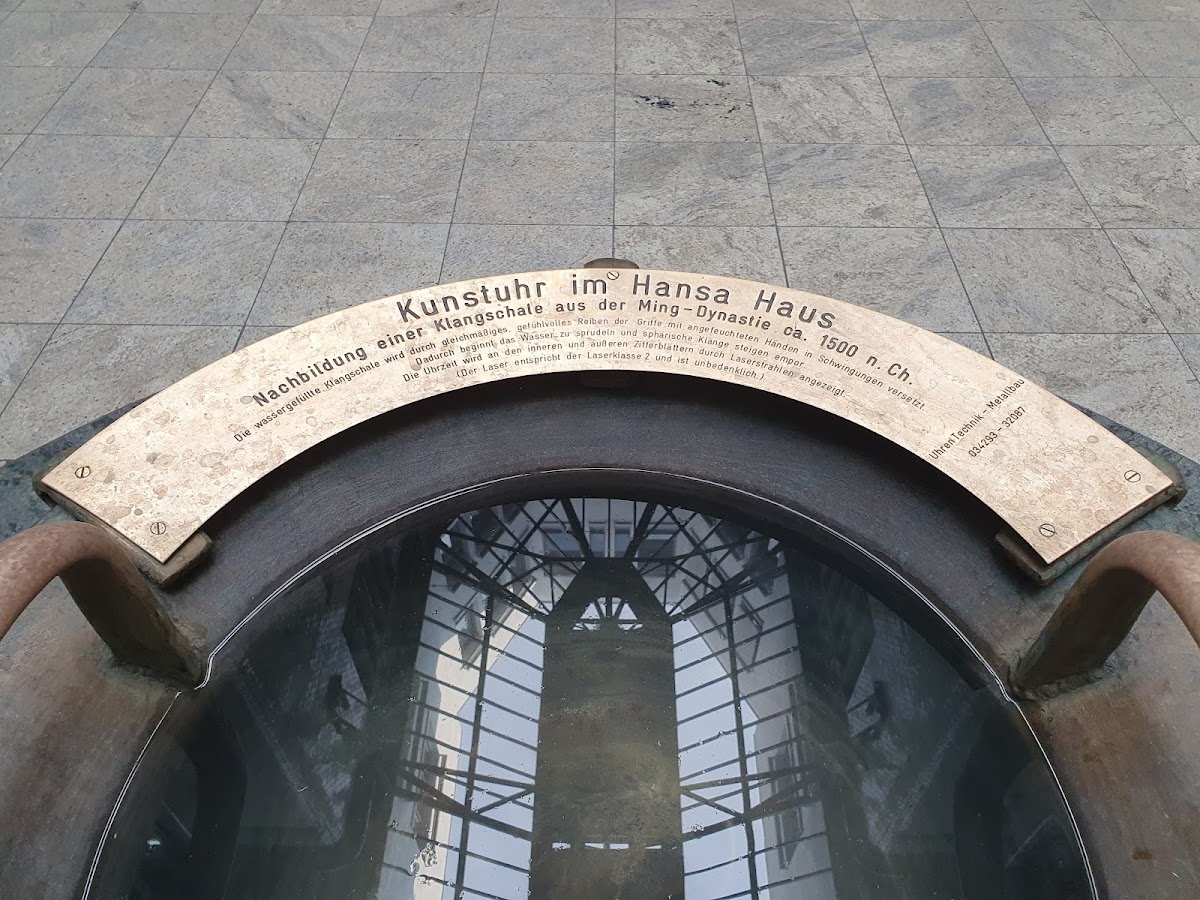 Kunstuhr im Hansa Haus
Nachbildung einer Klangschale aus der Ming-Dynastie ca. 1500 n. Ch.
Die wassergefüllte Klangschale wird durch gleichmäßiges, gefühlvolles Reiben der Griffe mit angefeuchteten Händen in Schwingungen versetzt.
Dadurch beginnt das Wasser zu sprudeln und sphärische Klänge steigen empor.
Die Uhrzeit wird an den inneren und äußeren Zifferblättern durch Laserstrahlen angezeigt.
(Der Laser entspricht der Laserklasse 2 und ist unbedenklich.)
Uhren Technik - Metallbau
034293 - 32087